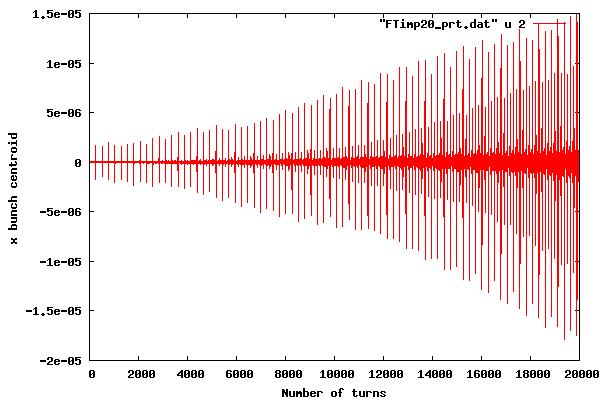 "FTimp20_prt.dat" u 2
1.5e-05
1e-05
5e-06
0
-5e-06
-1e-05
-1.5e-05
-2e-05
x bunch centroid
0 2000 4000 6000 8000 10000 12000 14000 16000 18000 20000
Number of turns